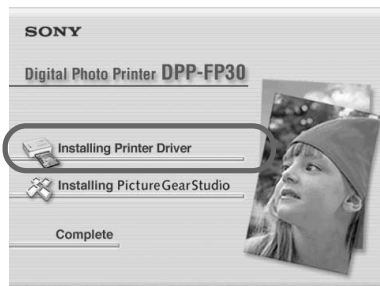 SONY
Digital Photo Printer DPP-FP30
Installing Printer Driver
Installing PictureGearStudio
Complete